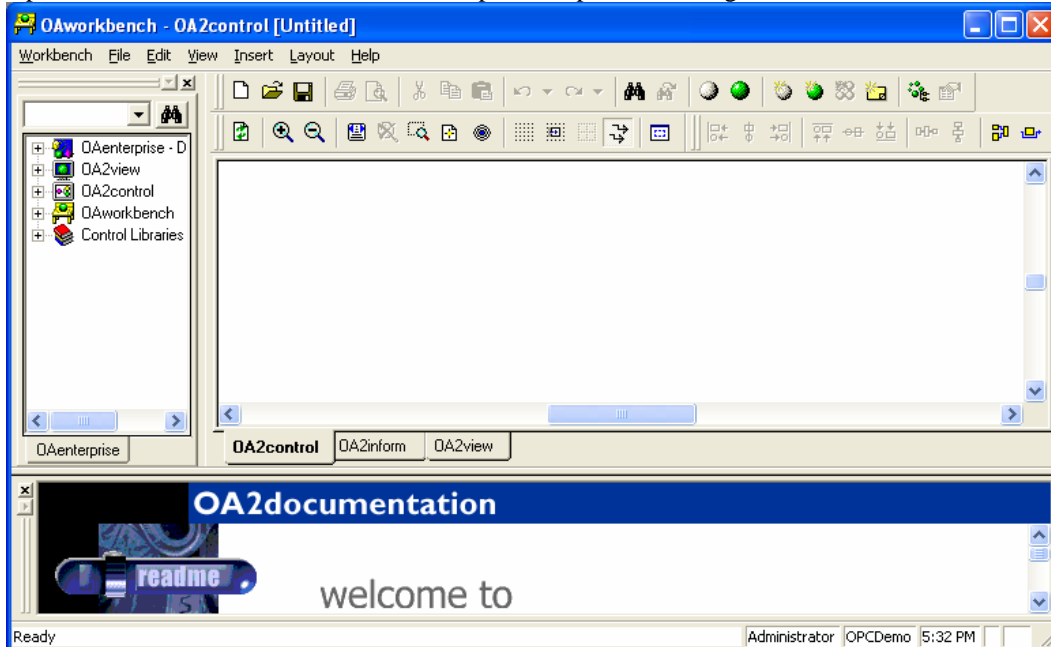 OAworkbench - OA2control [Untitled]
Workbench File Edit View Insert Layout Help
OAenterprise - D
OA2view
OA2control
OAworkbench
Control Libraries
OAenterprise
OA2control OA2inform OA2view
OA2documentation
readme
welcome to
Ready Administrator OPCDemo 5:32 PM